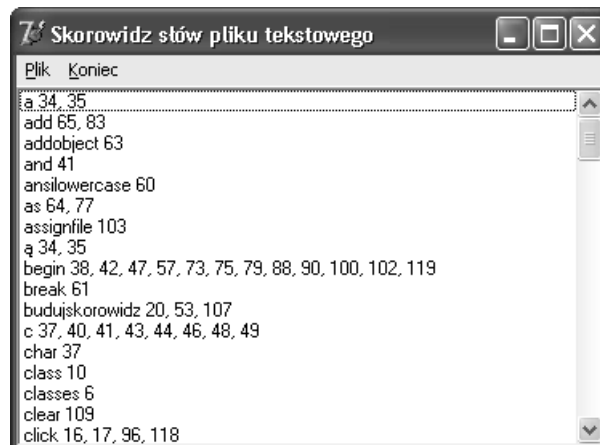 Skorowidz słów pliku tekstowego
Plik Koniec
a 34, 35
add 65, 83
addobject 63
and 41
ansilowercase 60
as 64, 77
assignfile 103
ą 34, 35
begin 38, 42, 47, 57, 73, 75, 79, 88, 90, 100, 102, 119
break 61
budujskorowidz 20, 53, 107
c 37, 40, 41, 43, 44, 46, 48, 49
char 37
class 10
classes 6
clear 109
click 16, 17, 96, 118